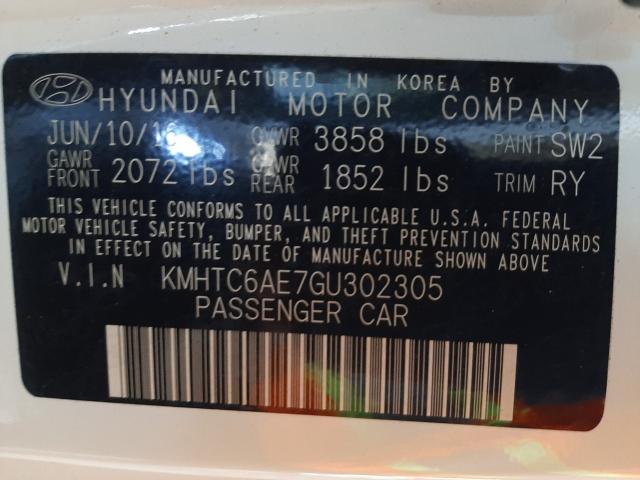 MANUFACTURED IN KOREA BY
HYUNDAI MOTOR COMPANY
JUN/10/16 GVWR 3858 lbs PAINT SW2
GAWR FRONT 2072 lbs GAWR REAR 1852 lbs TRIM RY
THIS VEHICLE CONFORMS TO ALL APPLICABLE U.S.A. FEDERAL
MOTOR VEHICLE SAFETY, BUMPER, AND THEFT PREVENTION STANDARDS
IN EFFECT ON THE DATE OF MANUFACTURE SHOWN ABOVE
V.I.N KMHTC6AE7GU302305
PASSENGER CAR